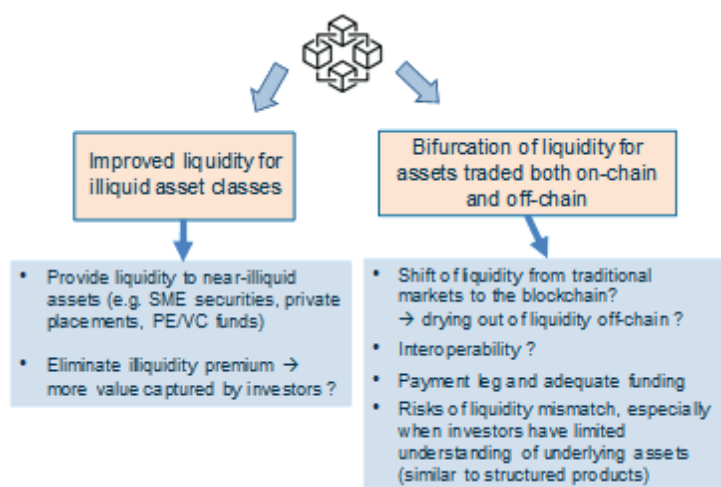 Improved liquidity for
illiquid asset classes
Bifurcation of liquidity for
assets traded both on-chain
and off-chain
• Provide liquidity to near-illiquid
assets (e.g. SME securities, private
placements, PE/VC funds)
• Eliminate illiquidity premium →
more value captured by investors ?
• Shift of liquidity from traditional
markets to the blockchain?
→ drying out of liquidity off-chain ?
• Interoperability ?
• Payment leg and adequate funding
• Risks of liquidity mismatch, especially
when investors have limited
understanding of underlying assets
(similar to structured products)